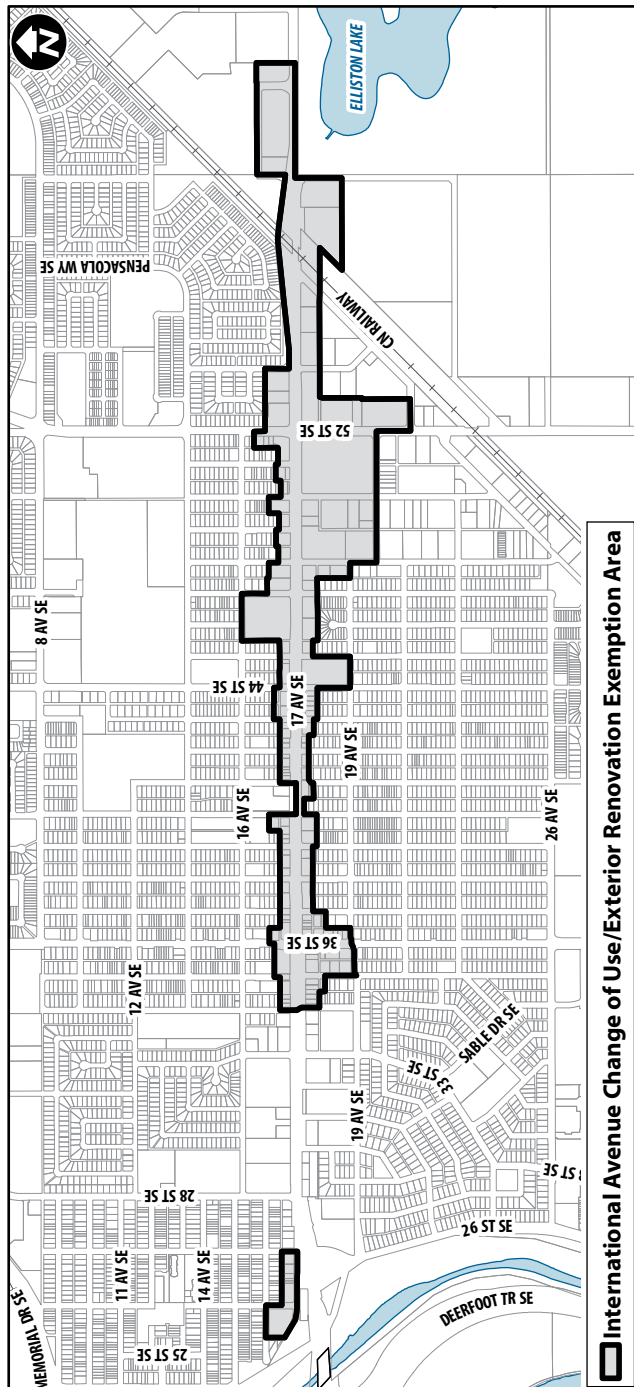 N
ELLISTON LAKE
PENSACOLA WY SE
CN RAILWAY
52 ST SE
8 AV SE
44 ST SE
17 AV SE
19 AV SE
16 AV SE
26 AV SE
36 ST SE
12 AV SE
SABLE DR SE
33 ST SE
19 AV SE
28 ST SE
ST SE
26 ST SE
11 AV SE
14 AV SE
25 ST SE
MEMORIAL DR SE
DEERFOOT TR SE
International Avenue Change of Use/Exterior Renovation Exemption Area